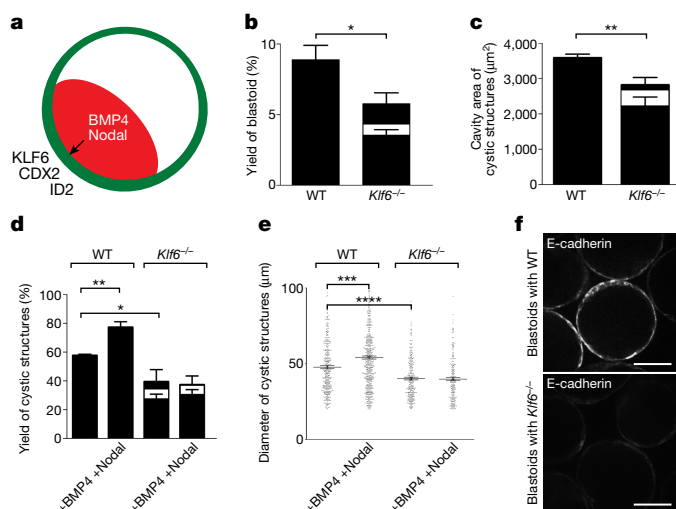 a
BMP4
Nodal
KLF6
CDX2
ID2
b
Yield of blastoid (%)
10
5
0
*
WT
Klf6–/–
c
Cavity area of
cystic structures (μm2)
4,000
3,000
2,000
1,000
0
**
WT
Klf6–/–
d
Yield of cystic structures (%)
WT
Klf6–/–
**
*
100
80
60
40
20
0
+BMP4 +Nodal
+BMP4 +Nodal
e
Diameter of cystic structures (μm)
WT
Klf6–/–
***
****
100
50
0
+BMP4 +Nodal
+BMP4 +Nodal
f
Blastoids with WT
E-cadherin
Blastoids with Klf6–/–
E-cadherin